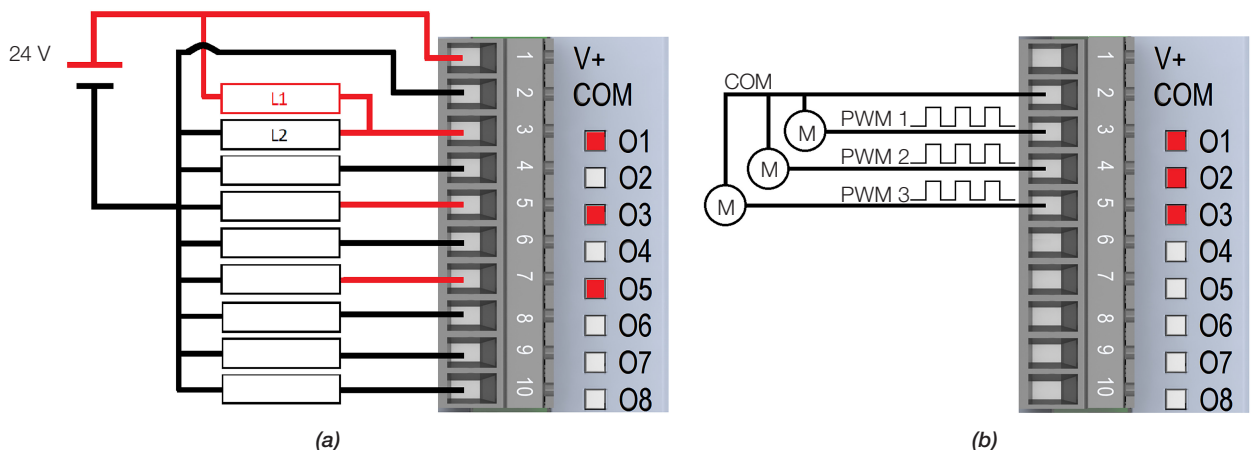 24 V
L1
L2
1
2
3
4
5
6
7
8
9
10
V+
COM
O1
O2
O3
O4
O5
O6
O7
O8
(a)
COM
PWM 1
PWM 2
PWM 3
M
M
M
1
2
3
4
5
6
7
8
9
10
V+
COM
O1
O2
O3
O4
O5
O6
O7
O8
(b)